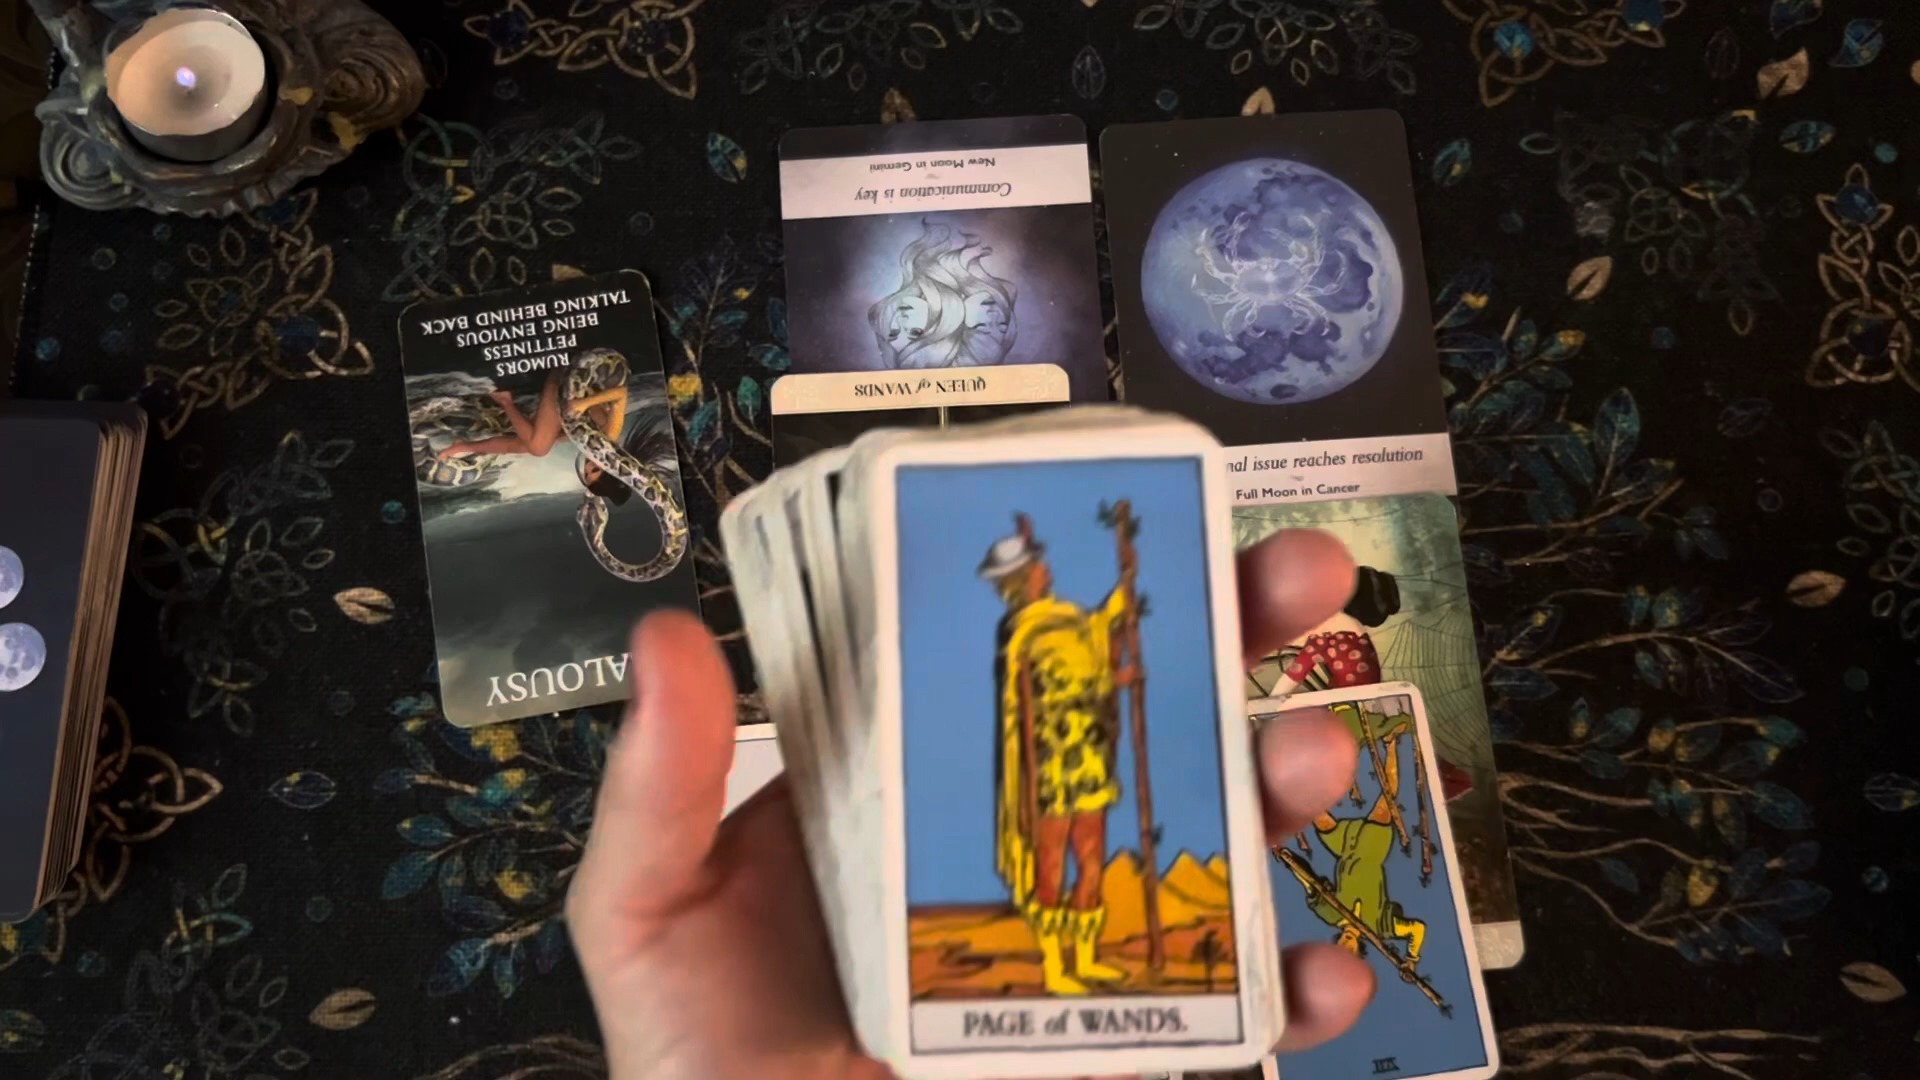 New Moon in Gemini
Communication is key
QUEEN of WANDS
TALKING BEHIND BACK
BEING ENVIOUS
PETTINESS
RUMORS
ALOUSY
nal issue reaches resolution
Full Moon in Cancer
PAGE of WANDS.
VII